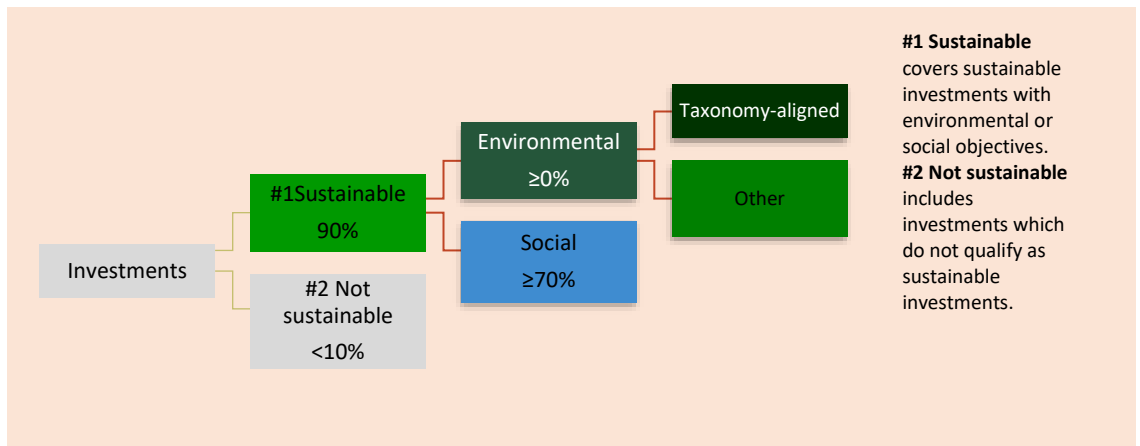 Investments
#1Sustainable
90%
#2 Not
sustainable
<10%
Environmental
≥0%
Social
≥70%
Taxonomy-aligned
Other
#1 Sustainable
covers sustainable
investments with
environmental or
social objectives.
#2 Not sustainable
includes
investments which
do not qualify as
sustainable
investments.